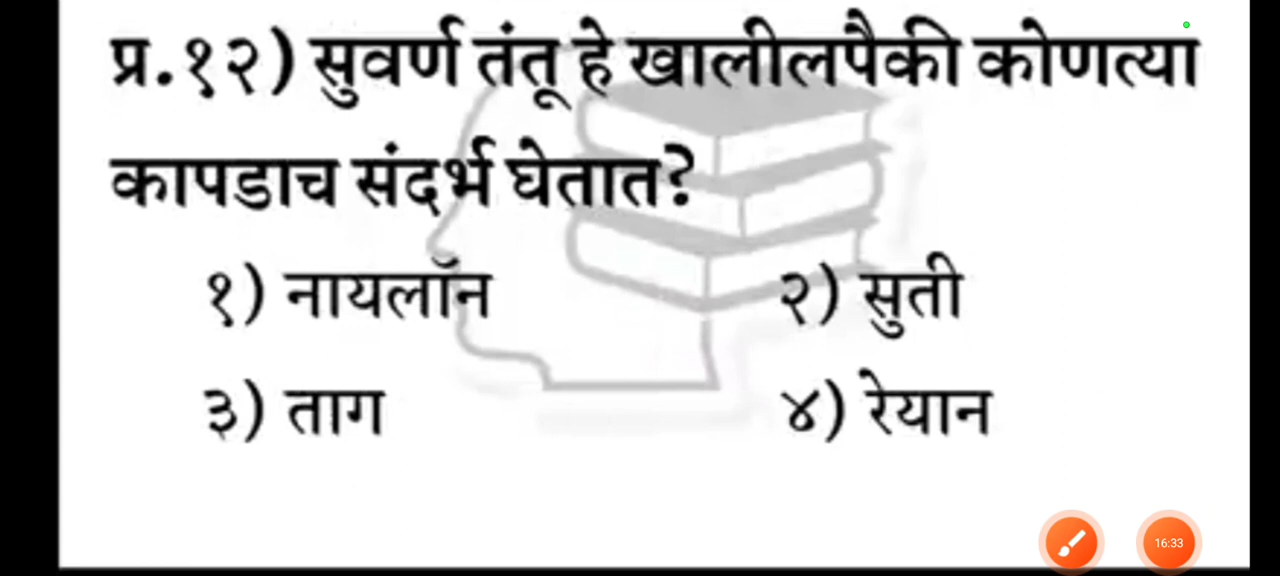 प्र.१२) सुवर्ण तंतू हे खालीलपैकी कोणत्या
कापडाच संदर्भ घेतात?
१) नायलॉन २) सुती
३) ताग ४) रेयान
16:33